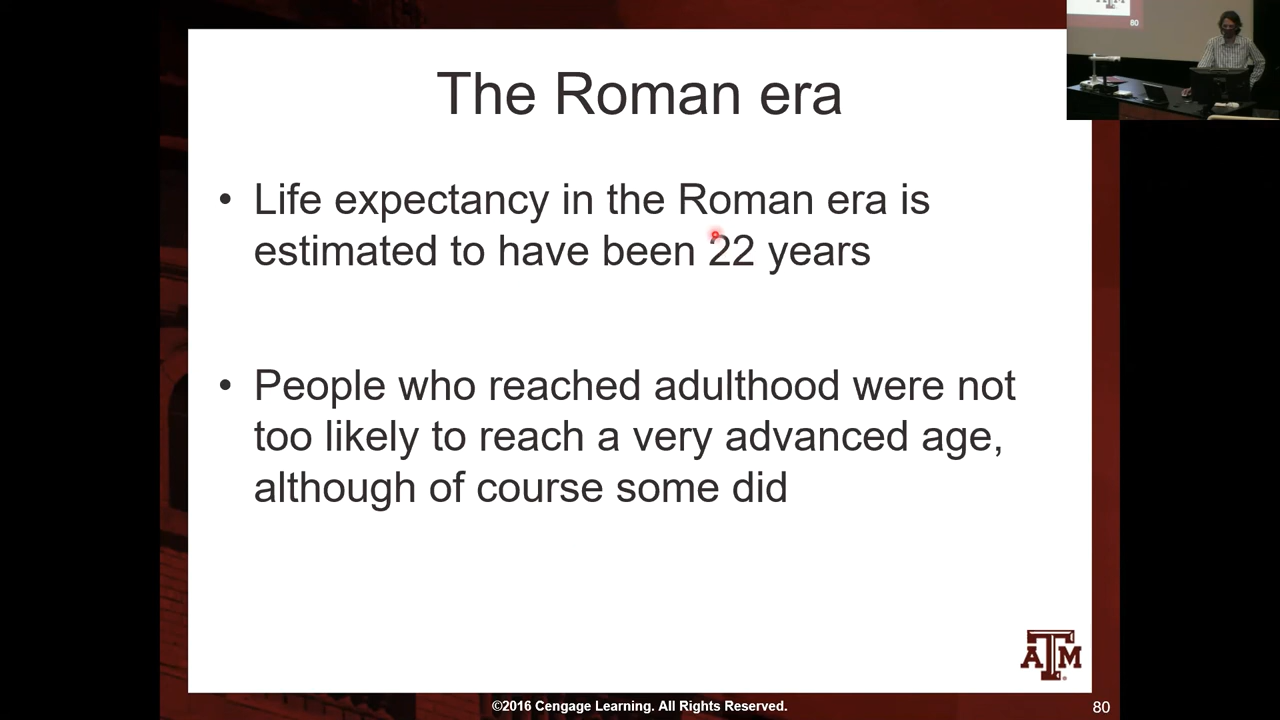 The Roman era
• Life expectancy in the Roman era is
estimated to have been 22 years
• People who reached adulthood were not
too likely to reach a very advanced age,
although of course some did
ATM
©2016 Cengage Learning. All Rights Reserved.
80
80